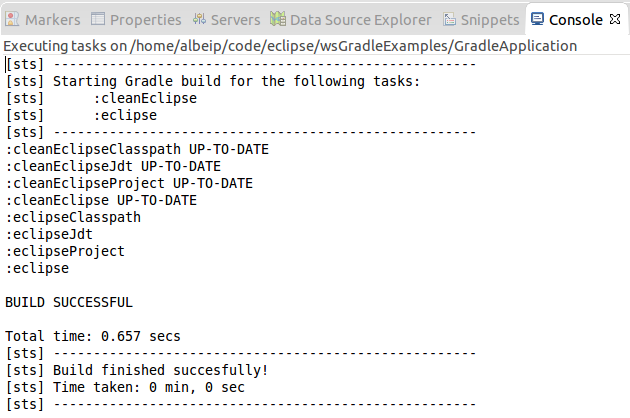 Markers Properties Servers Data Source Explorer Snippets Console
Executing tasks on /home/albeip/code/eclipse/wsGradleExamples/GradleApplication
[sts] -----------------------------------------------------
[sts] Starting Gradle build for the following tasks:
[sts]      :cleanEclipse
[sts]      :eclipse
[sts] -----------------------------------------------------
:cleanEclipseClasspath UP-TO-DATE
:cleanEclipseJdt UP-TO-DATE
:cleanEclipseProject UP-TO-DATE
:cleanEclipse UP-TO-DATE
:eclipseClasspath
:eclipseJdt
:eclipseProject
:eclipse
BUILD SUCCESSFUL
Total time: 0.657 secs
[sts] -----------------------------------------------------
[sts] Build finished succesfully!
[sts] Time taken: 0 min, 0 sec
[sts] -----------------------------------------------------